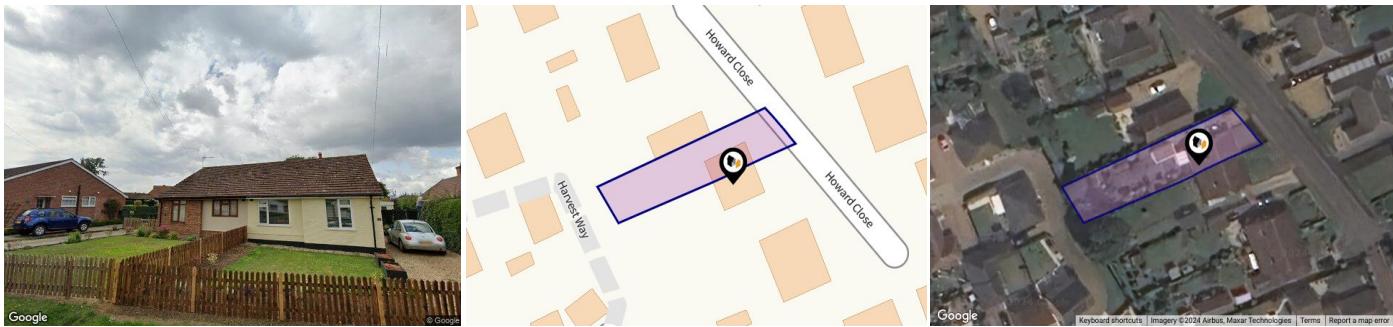 Google
© Google
Howard Close
Howard Close
Harvest Way
Google
Keyboard shortcuts
Imagery ©2024 Airbus, Maxar Technologies
Terms
Report a map error